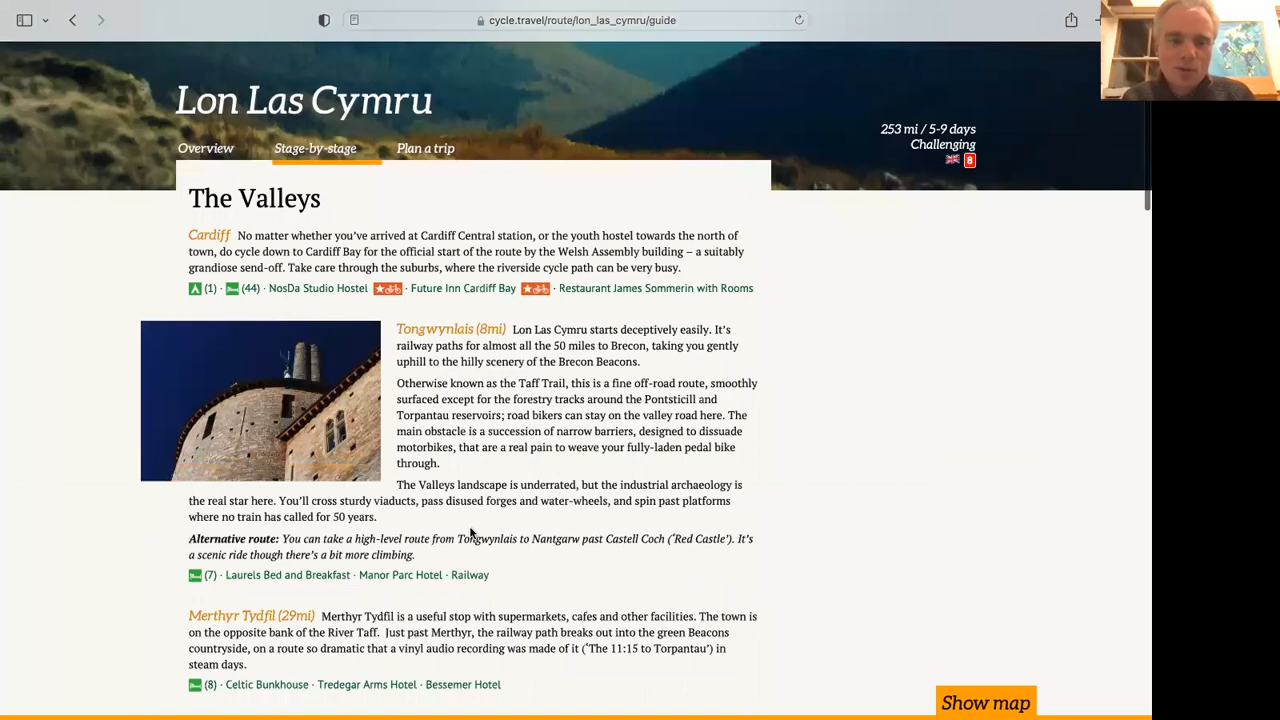 cycle.travel/route/lon_las_cymru/guide
Lon Las Cymru
253 mi / 5-9 days
Challenging
8
Overview
Stage-by-stage
Plan a trip
The Valleys
Cardiff No matter whether you've arrived at Cardiff Central station, or the youth hostel towards the north of
town, do cycle down to Cardiff Bay for the official start of the route by the Welsh Assembly building – a suitably
grandiose send-off. Take care through the suburbs, where the riverside cycle path can be very busy.
(1) · (44) · NosDa Studio Hostel · Future Inn Cardiff Bay · Restaurant James Sommerin with Rooms
Tongwynlais (8mi) Lon Las Cymru starts deceptively easily. It's
railway paths for almost all the 50 miles to Brecon, taking you gently
uphill to the hilly scenery of the Brecon Beacons.
Otherwise known as the Taff Trail, this is a fine off-road route, smoothly
surfaced except for the forestry tracks around the Pontsticill and
Torpantau reservoirs; road bikers can stay on the valley road here. The
main obstacle is a succession of narrow barriers, designed to dissuade
motorbikes, that are a real pain to weave your fully-laden pedal bike
through.
The Valleys landscape is underrated, but the industrial archaeology is
the real star here. You'll cross sturdy viaducts, pass disused forges and water-wheels, and spin past platforms
where no train has called for 50 years.
Alternative route: You can take a high-level route from Tongwynlais to Nantgarw past Castell Coch ('Red Castle'). It's
a scenic ride though there's a bit more climbing.
(7) · Laurels Bed and Breakfast · Manor Parc Hotel · Railway
Merthyr Tydfil (29mi) Merthyr Tydfil is a useful stop with supermarkets, cafes and other facilities. The town is
on the opposite bank of the River Taff. Just past Merthyr, the railway path breaks out into the green Beacons
countryside, on a route so dramatic that a vinyl audio recording was made of it ('The 11:15 to Torpantau') in
steam days.
(8) · Celtic Bunkhouse · Tredegar Arms Hotel · Bessemer Hotel
Show map